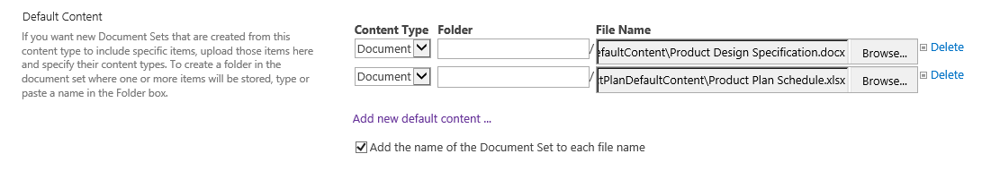 Default Content
If you want new Document Sets that are created from this
content type to include specific items, upload those items here
and specify their content types. To create a folder in the
document set where one or more items will be stored, type or
paste a name in the Folder box.
Content Type Folder File Name
Document / efaultContent\Product Design Specification.docx Browse... Delete
Document / tPlanDefaultContent\Product Plan Schedule.xlsx Browse... Delete
Add new default content ...
Add the name of the Document Set to each file name